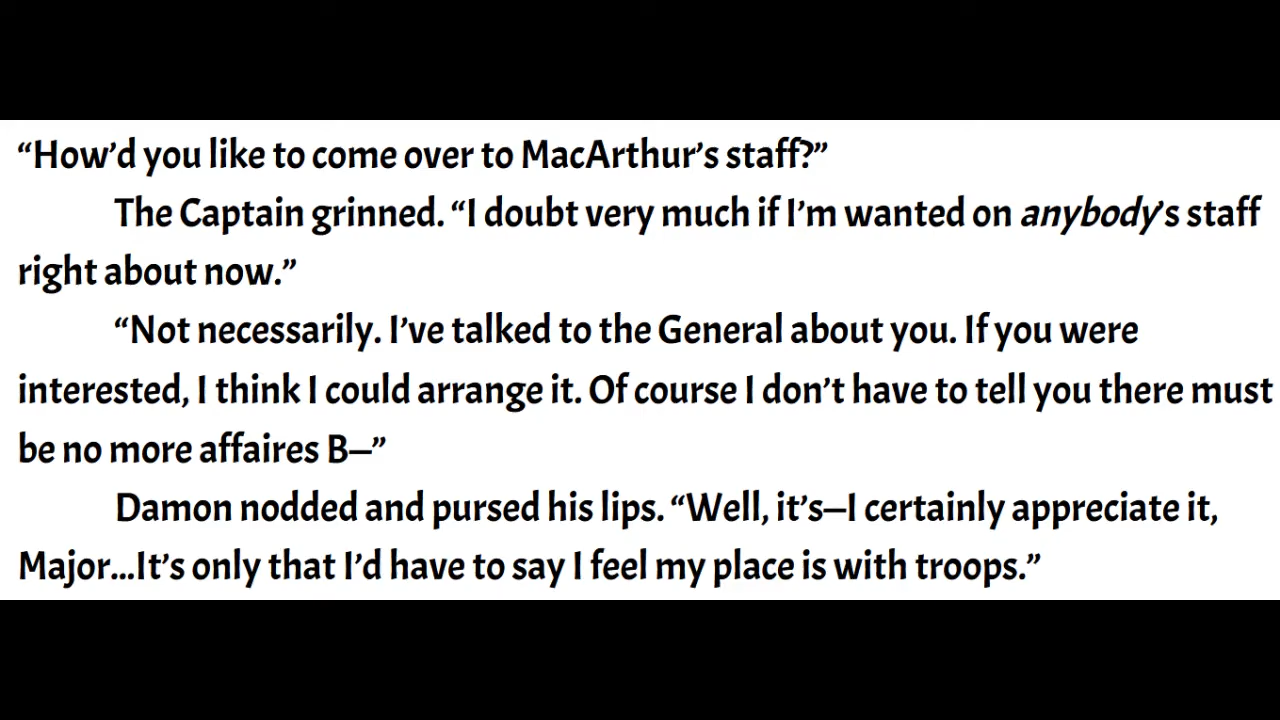 “How’d you like to come over to MacArthur’s staff?”
The Captain grinned. “I doubt very much if I’m wanted on anybody’s staff
right about now.”
“Not necessarily. I’ve talked to the General about you. If you were
interested, I think I could arrange it. Of course I don’t have to tell you there must
be no more affaires B—”
Damon nodded and pursed his lips. “Well, it’s—I certainly appreciate it,
Major...It’s only that I’d have to say I feel my place is with troops.”